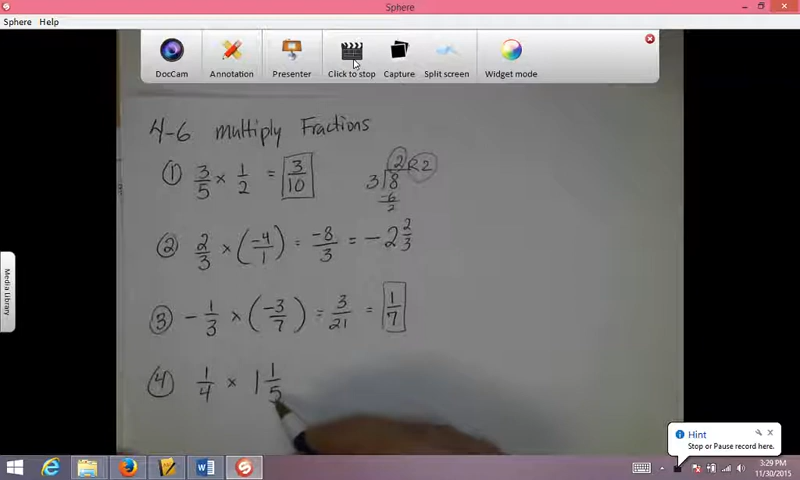 Sphere
Sphere Help
DocCam Annotation Presenter Click to stop Capture Split screen Widget mode
4-6 multiply Fractions
① 3/5 × 1/2 = 3/10
2 R2
3 8
-6
2
② 2/3 × (-4/1) = -8/3 = -2 2/3
③ -1/3 × (-3/7) = 3/21 = 1/7
④ 1/4 × 1 1/5
Media Library
Hint
Stop or Pause record here.
3:29 PM
11/30/2015